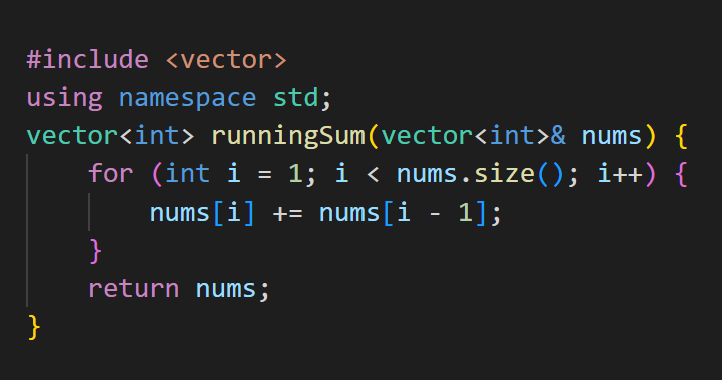 #include <vector>
using namespace std;
vector<int> runningSum(vector<int>& nums) {
    for (int i = 1; i < nums.size(); i++) {
        nums[i] += nums[i - 1];
    }
    return nums;
}